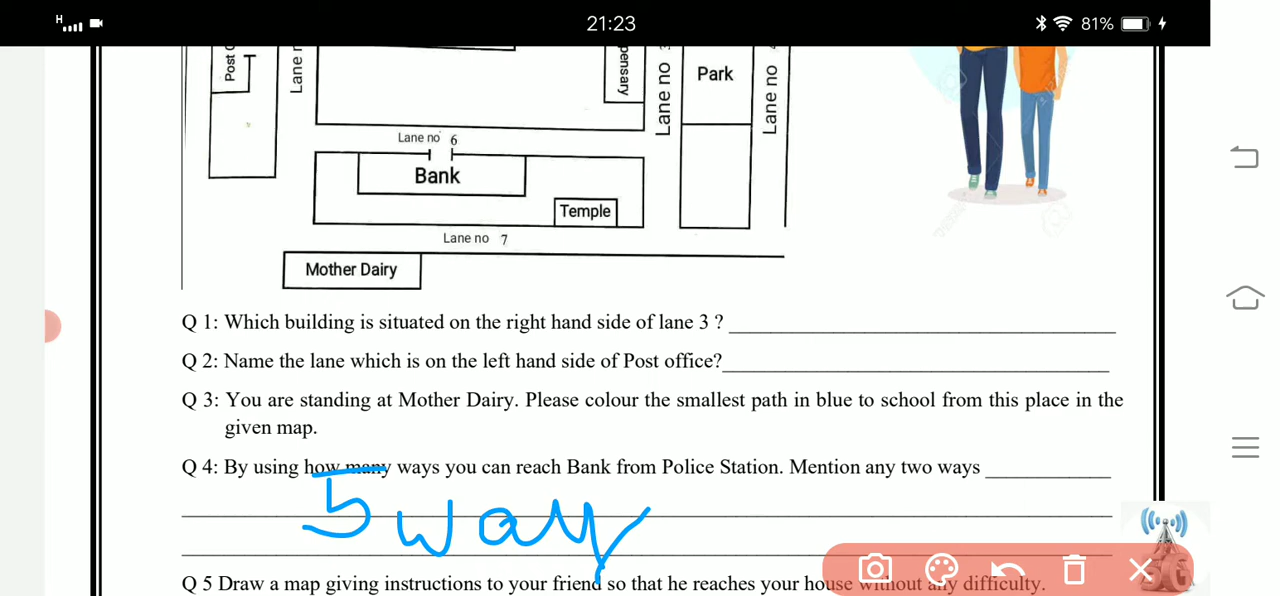 H
21:23
81%
Post
Lane
pensary
Lane no
Park
Lane no
Lane no 6
Bank
Temple
Lane no 7
Mother Dairy
Q 1: Which building is situated on the right hand side of lane 3 ?
Q 2: Name the lane which is on the left hand side of Post office?
Q 3: You are standing at Mother Dairy. Please colour the smallest path in blue to school from this place in the
given map.
Q 4: By using how many ways you can reach Bank from Police Station. Mention any two ways
5 way
Q 5 Draw a map giving instructions to your friend so that he reaches your house without any difficulty.